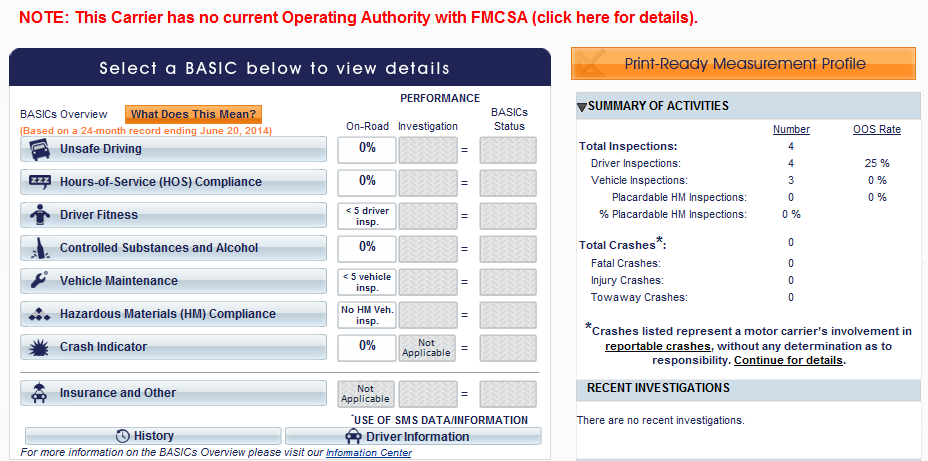 NOTE: This Carrier has no current Operating Authority with FMCSA (click here for details).
Select a BASIC below to view details
PERFORMANCE
BASICs Overview What Does This Mean?
(Based on a 24-month record ending June 20, 2014)
On-Road Investigation BASICs Status
Unsafe Driving 0% =
Hours-of-Service (HOS) Compliance 0% =
Driver Fitness < 5 driver insp. =
Controlled Substances and Alcohol 0% =
Vehicle Maintenance < 5 vehicle insp. =
Hazardous Materials (HM) Compliance No HM Veh. insp. =
Crash Indicator 0% Not Applicable =
Insurance and Other Not Applicable =
*USE OF SMS DATA/INFORMATION
History Driver Information
For more information on the BASICs Overview please visit our Information Center
Print-Ready Measurement Profile
SUMMARY OF ACTIVITIES
Number OOS Rate
Total Inspections: 4
Driver Inspections: 4 25 %
Vehicle Inspections: 3 0 %
Placardable HM Inspections: 0 0 %
% Placardable HM Inspections: 0 %
Total Crashes*: 0
Fatal Crashes: 0
Injury Crashes: 0
Towaway Crashes: 0
*Crashes listed represent a motor carrier's involvement in
reportable crashes, without any determination as to
responsibility. Continue for details.
RECENT INVESTIGATIONS
There are no recent investigations.